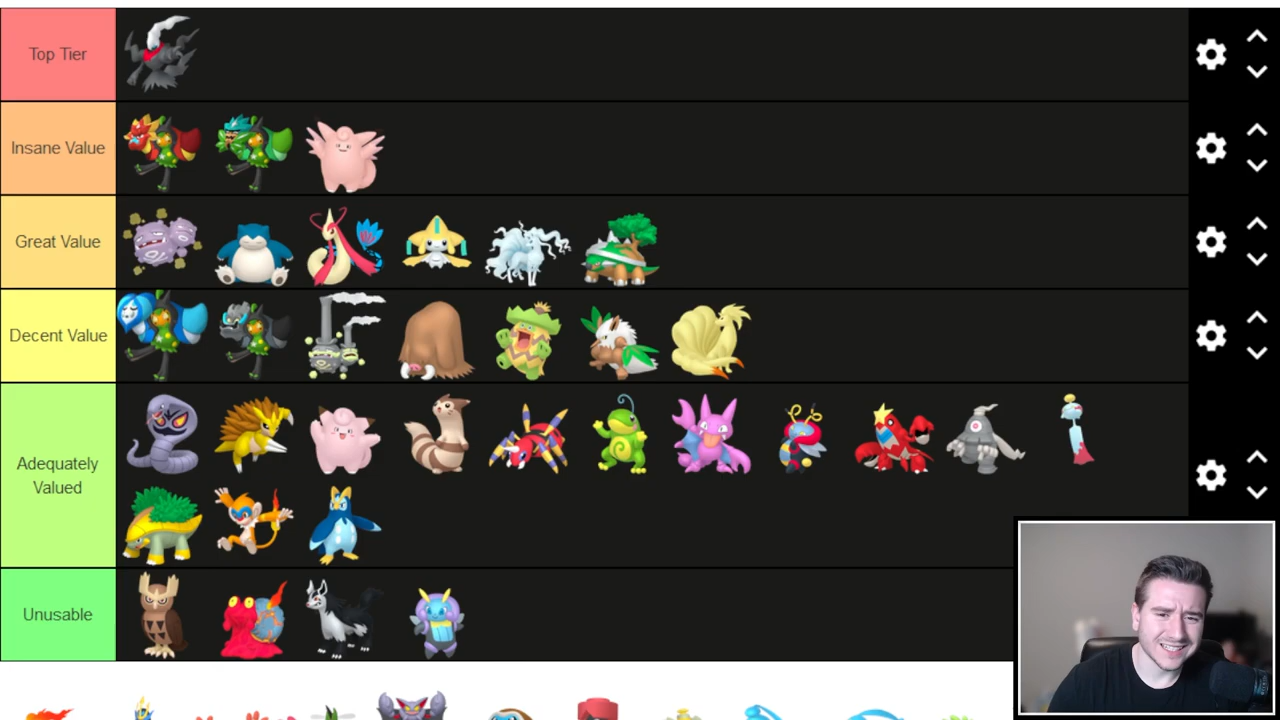 Top Tier
Insane Value
Great Value
Decent Value
Adequately
Valued
Unusable